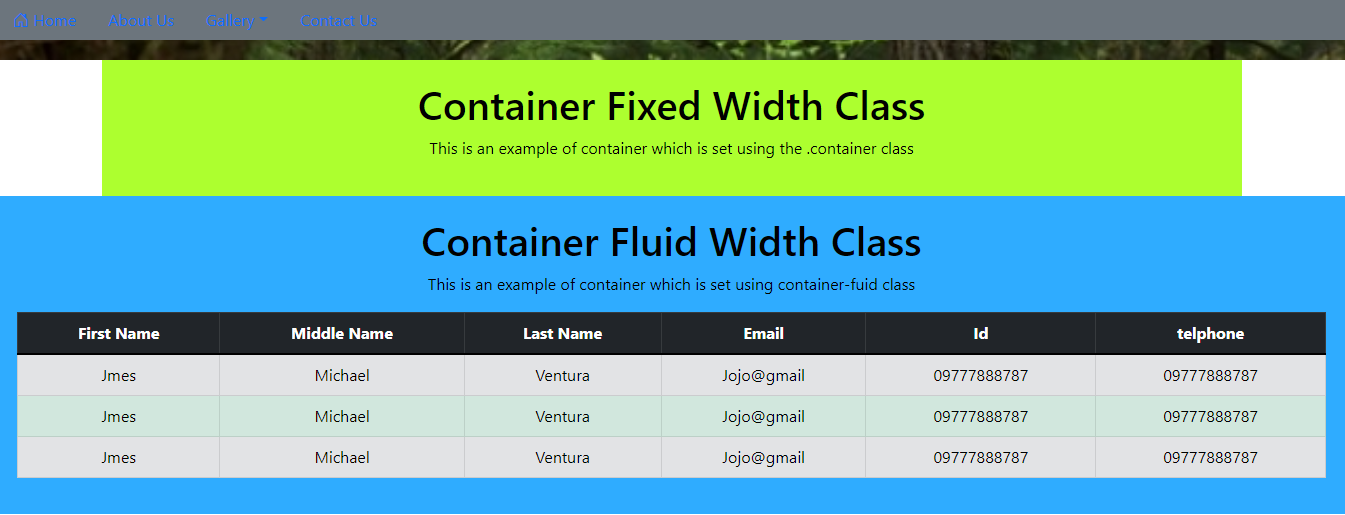 Home About Us Gallery Contact Us
Container Fixed Width Class
This is an example of container which is set using the .container class
Container Fluid Width Class
This is an example of container which is set using container-fuid class
First Name Middle Name Last Name Email Id telphone
Jmes Michael Ventura Jojo@gmail 09777888787 09777888787
Jmes Michael Ventura Jojo@gmail 09777888787 09777888787
Jmes Michael Ventura Jojo@gmail 09777888787 09777888787